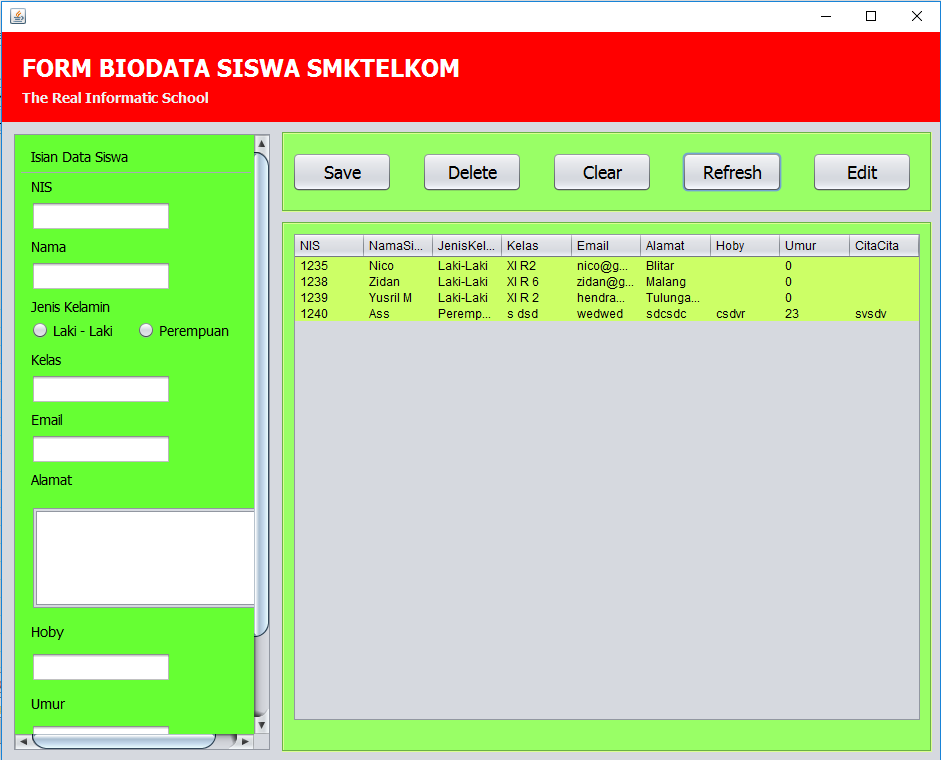 FORM BIODATA SISWA SMKTELKOM
The Real Informatic School
Isian Data Siswa
NIS
Nama
Jenis Kelamin
Laki - Laki Perempuan
Kelas
Email
Alamat
Hoby
Umur
Save Delete Clear Refresh Edit
NIS NamaSi... JenisKel... Kelas Email Alamat Hoby Umur CitaCita
1235 Nico Laki-Laki XI R2 nico@g... Blitar 0
1238 Zidan Laki-Laki XI R 6 zidan@g... Malang 0
1239 Yusril M Laki-Laki XI R 2 hendra... Tulunga... 0
1240 Ass Peremp... s dsd wedwed sdcsdc csdvr 23 svsdv